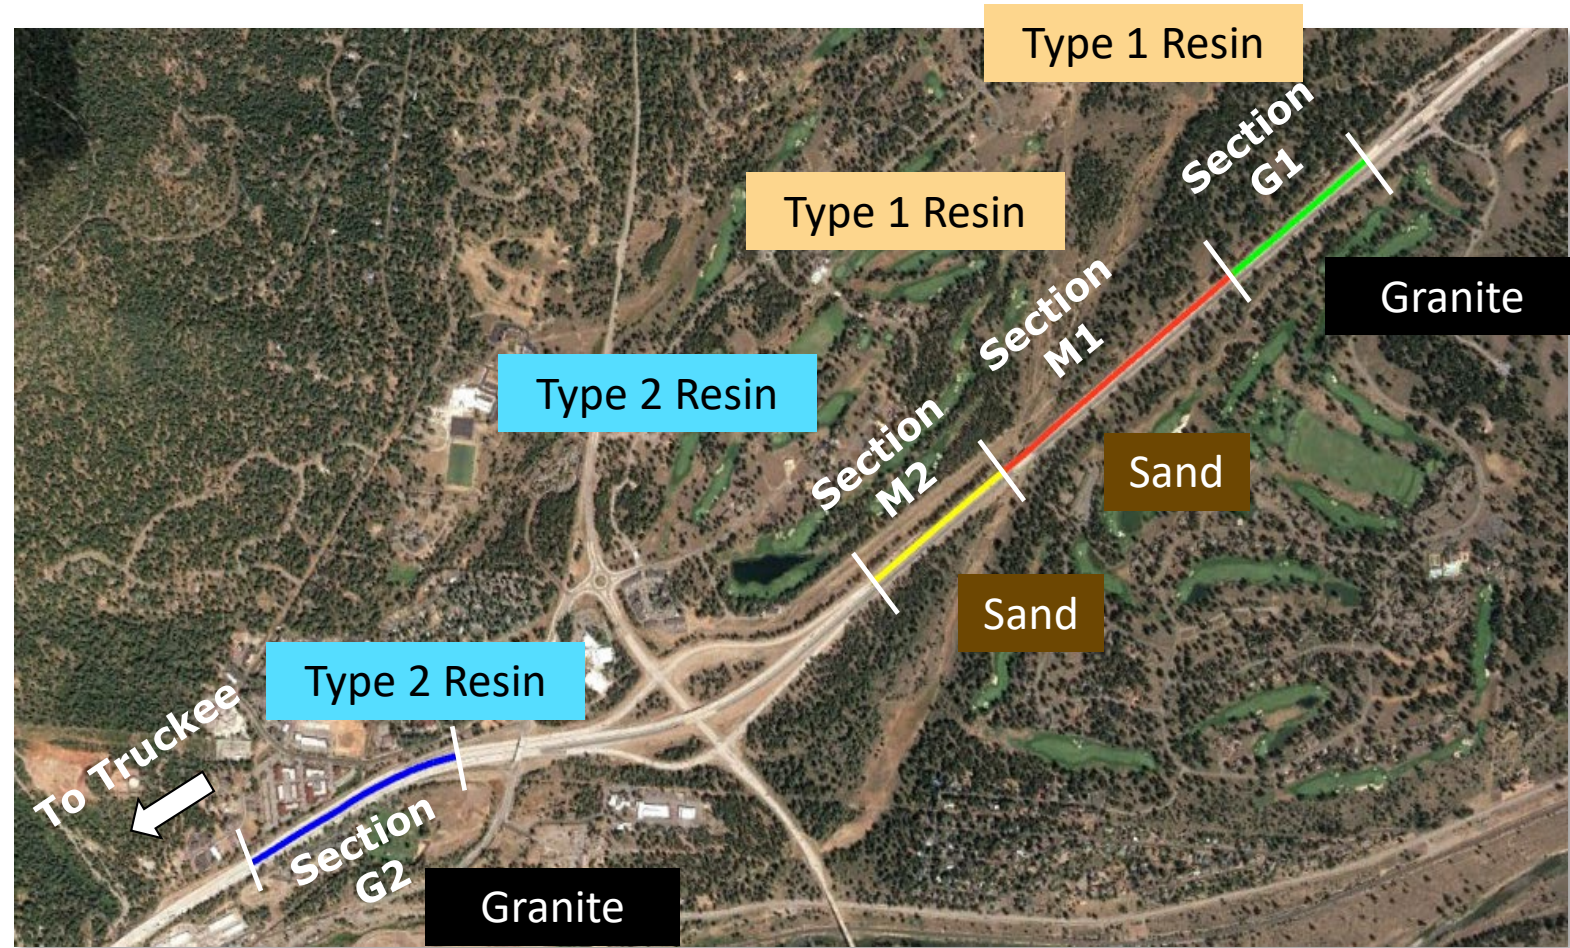 Type 1 Resin
Section
G1
Type 1 Resin
Granite
Section
M1
Type 2 Resin
Section
M2
Sand
Sand
Type 2 Resin
To Truckee
Section
G2
Granite